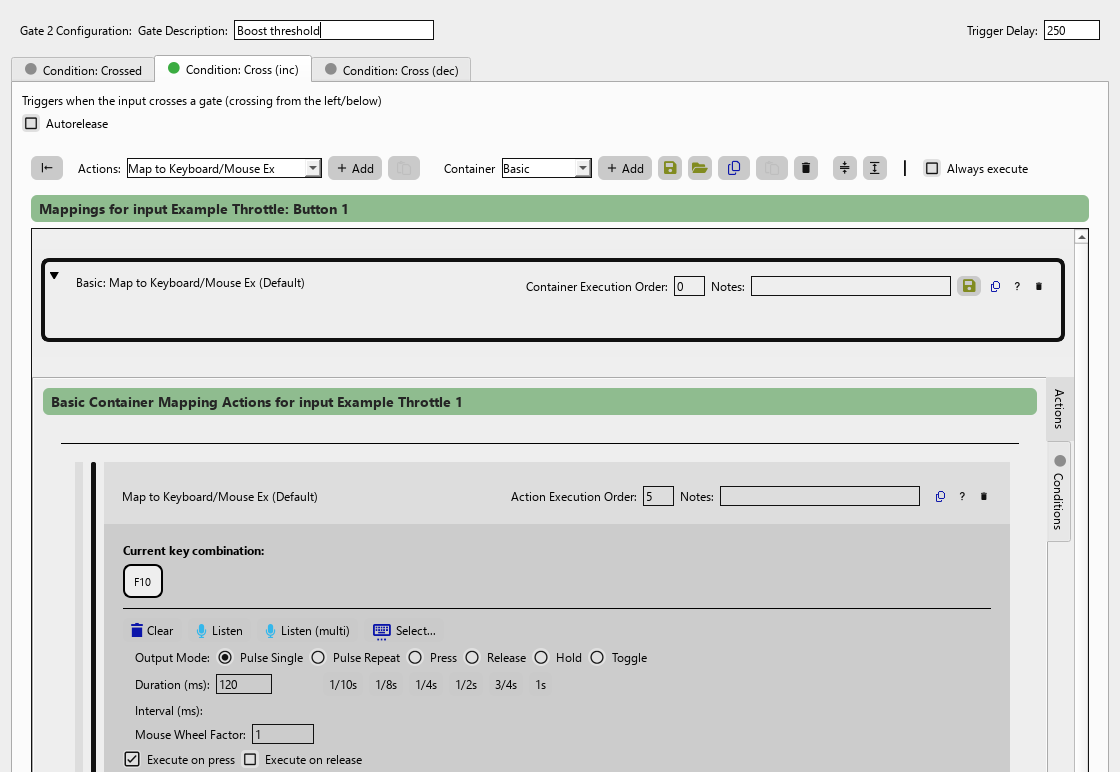 Gate 2 Configuration: Gate Description: Boost threshold Trigger Delay: 250
Condition: Crossed Condition: Cross (inc) Condition: Cross (dec)
Triggers when the input crosses a gate (crossing from the left/below)
Autorelease
Actions: Map to Keyboard/Mouse Ex + Add Container Basic + Add Always execute
Mappings for input Example Throttle: Button 1
Basic: Map to Keyboard/Mouse Ex (Default) Container Execution Order: 0 Notes: ?
Basic Container Mapping Actions for input Example Throttle 1
Actions
Conditions
Map to Keyboard/Mouse Ex (Default) Action Execution Order: 5 Notes: ?
Current key combination:
F10
Clear Listen Listen (multi) Select...
Output Mode: Pulse Single Pulse Repeat Press Release Hold Toggle
Duration (ms): 120 1/10s 1/8s 1/4s 1/2s 3/4s 1s
Interval (ms):
Mouse Wheel Factor: 1
Execute on press Execute on release